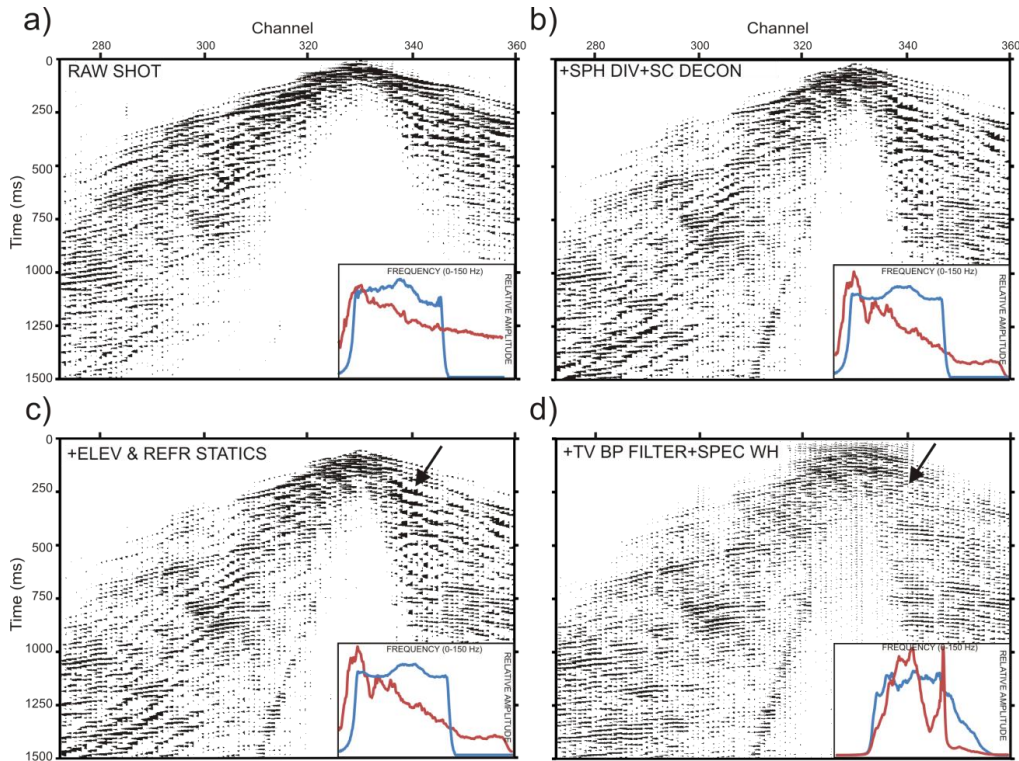 a)
Channel
280 300 320 340 360
RAW SHOT
0
250
500
750
1000
1250
1500
Time (ms)
FREQUENCY (0-150 Hz)
RELATIVE AMPLITUDE
b)
Channel
280 300 320 340 360
+SPH DIV+SC DECON
FREQUENCY (0-150 Hz)
RELATIVE AMPLITUDE
c)
+ELEV & REFR STATICS
0
250
500
750
1000
1250
1500
Time (ms)
FREQUENCY (0-150 Hz)
RELATIVE AMPLITUDE
d)
+TV BP FILTER+SPEC WH
FREQUENCY (0-150 Hz)
RELATIVE AMPLITUDE